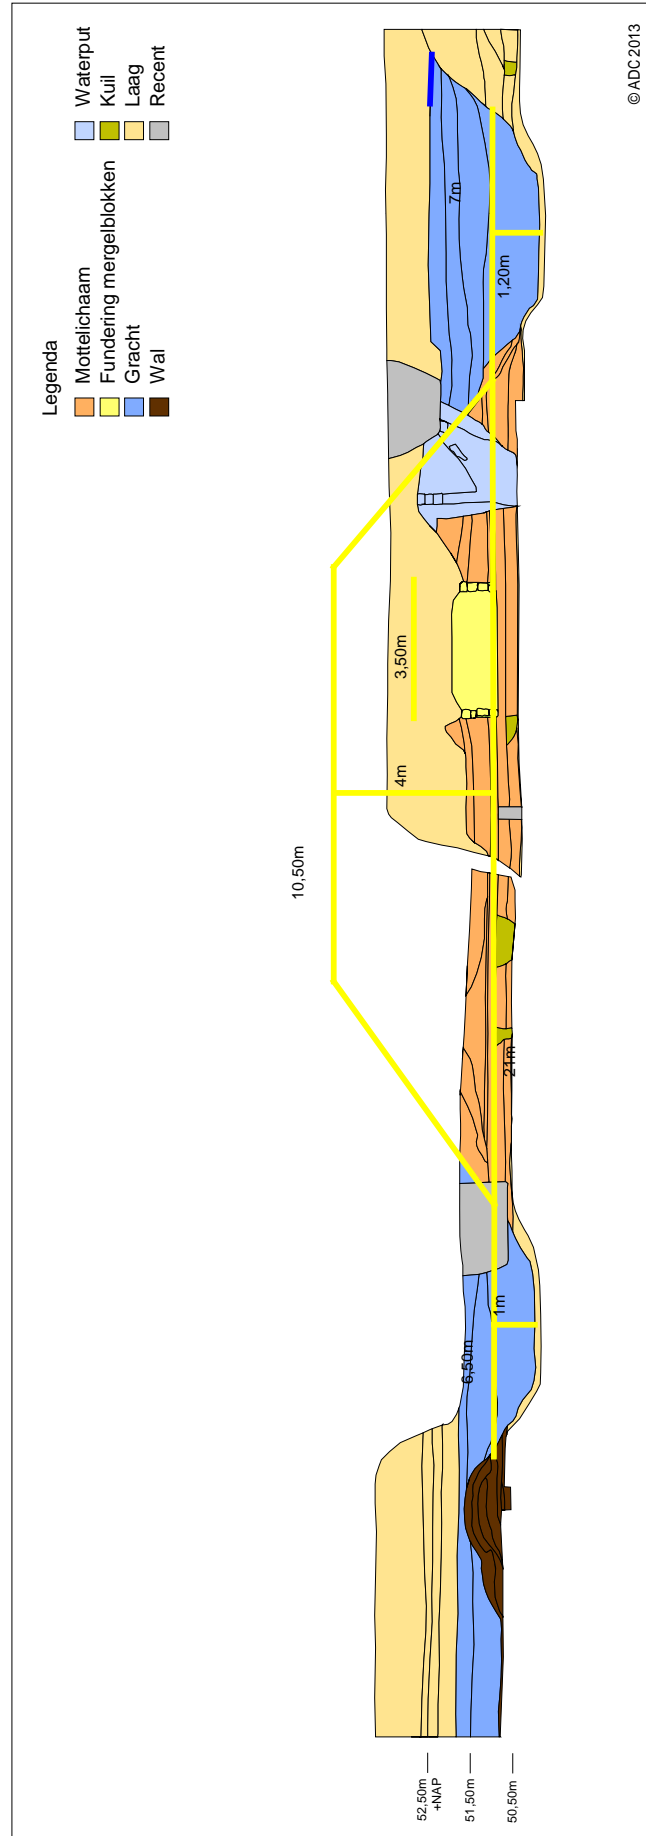 Legenda
Mottelichaam
Fundering mergelblokken
Gracht
Wal
Waterput
Kuil
Laag
Recent
10,50m
4m
3,50m
7m
1,20m
21m
6,50m
1m
52,50m
+NAP
51,50m
50,50m
© ADC 2013